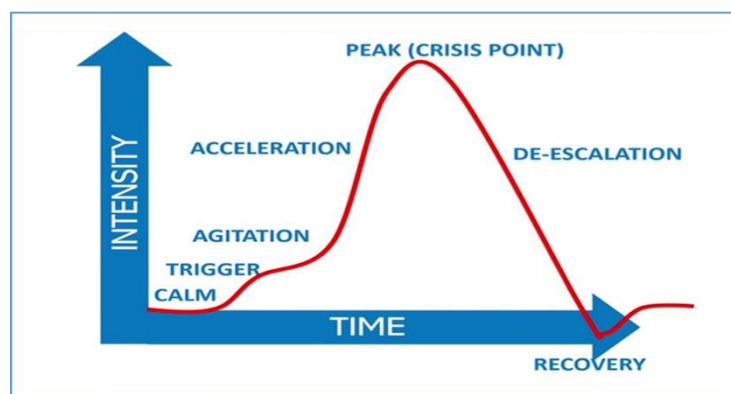 PEAK (CRISIS POINT)
ACCELERATION
DE-ESCALATION
INTENSITY
AGITATION
TRIGGER
CALM
TIME
RECOVERY